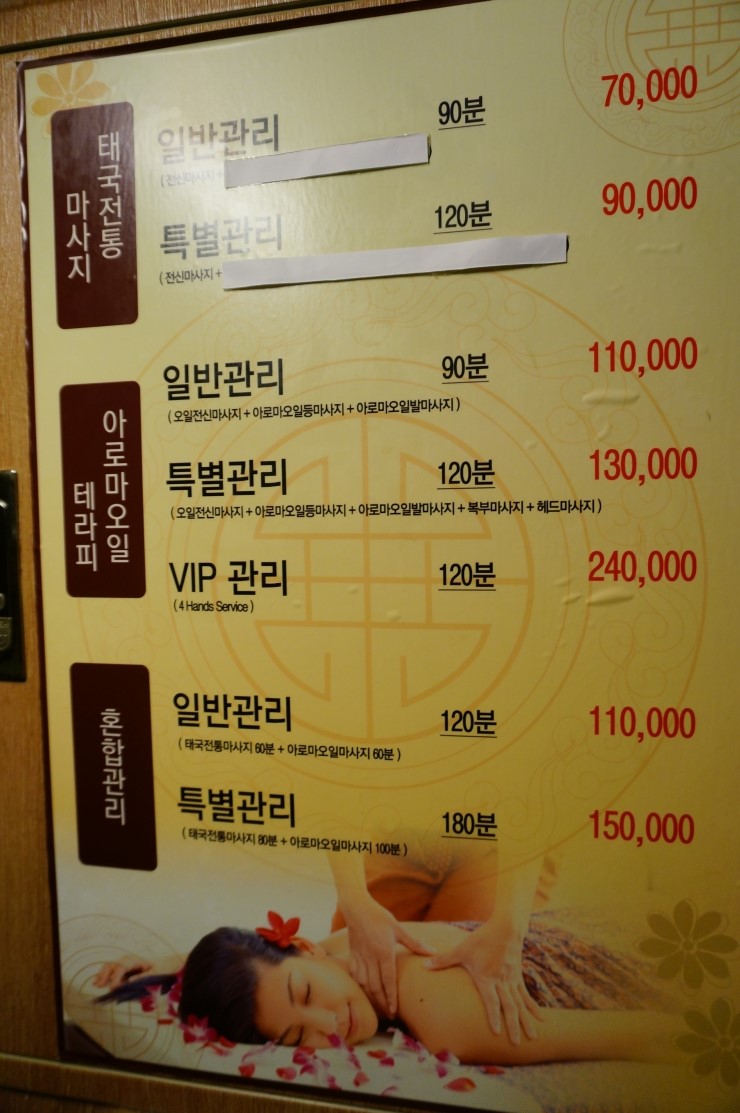 태국전통
마사지
일반관리 90분 70,000
(전신마사지+
특별관리 120분 90,000
(전신마사지+
아로마오일
테라피
일반관리 90분 110,000
(오일전신마사지+아로마오일등마사지+아로마오일발마사지)
특별관리 120분 130,000
(오일전신마사지+아로마오일등마사지+아로마오일발마사지+복부마사지+헤드마사지)
VIP 관리 120분 240,000
(4 Hands Service)
혼합관리
일반관리 120분 110,000
(태국전통마사지 60분+아로마오일마사지 60분)
특별관리 180분 150,000
(태국전통마사지 80분+아로마오일마사지 100분)